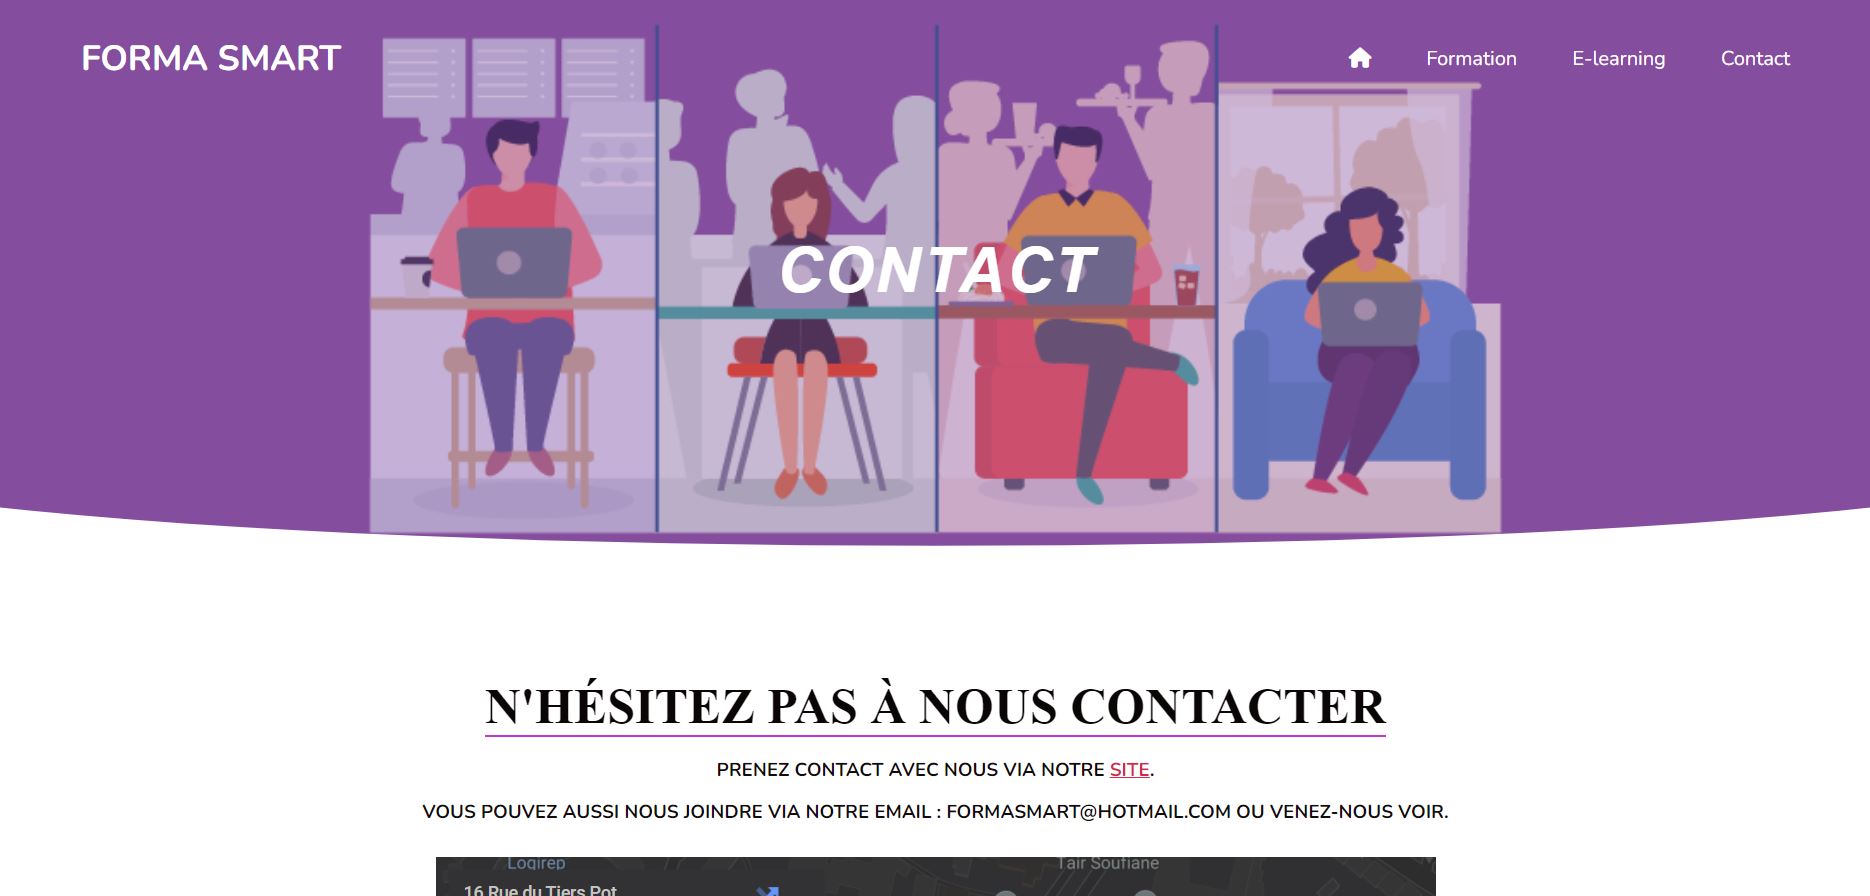 FORMA SMART
Formation
E-learning
Contact
CONTACT
N'HÉSITEZ PAS À NOUS CONTACTER
PRENEZ CONTACT AVEC NOUS VIA NOTRE SITE.
VOUS POUVEZ AUSSI NOUS JOINDRE VIA NOTRE EMAIL : FORMASMART@HOTMAIL.COM OU VENEZ-NOUS VOIR.
Logirep
Tair Soufiane
16 Rue du Tiers Pot